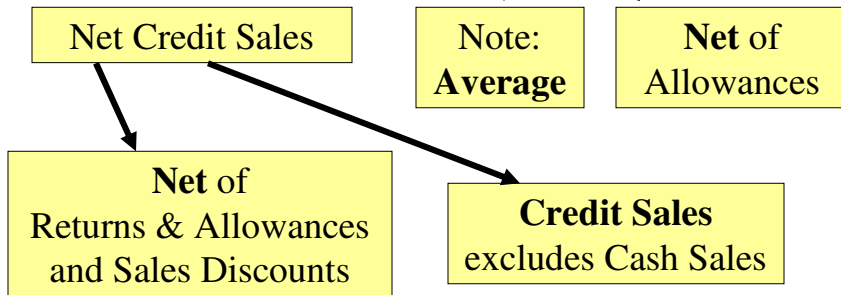 Net Credit Sales
Note:
Average
Net of
Allowances
Net of
Returns & Allowances
and Sales Discounts
Credit Sales
excludes Cash Sales